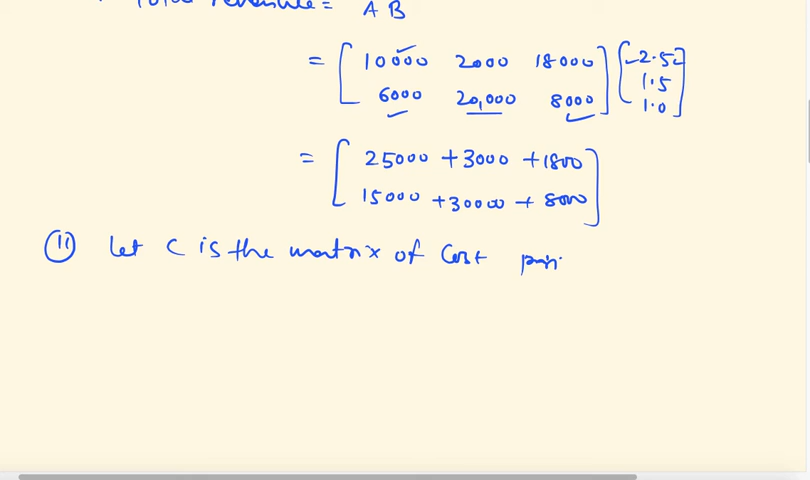 Total revenue = AB
= [ 10000 2000 18000 ] [ 2.50
6000 20,000 8000 ] 1.5
1.0 ]
= [ 25000 + 3000 + 1800
15000 + 30000 + 8000 ]
(11) Let C is the matrix of Cost